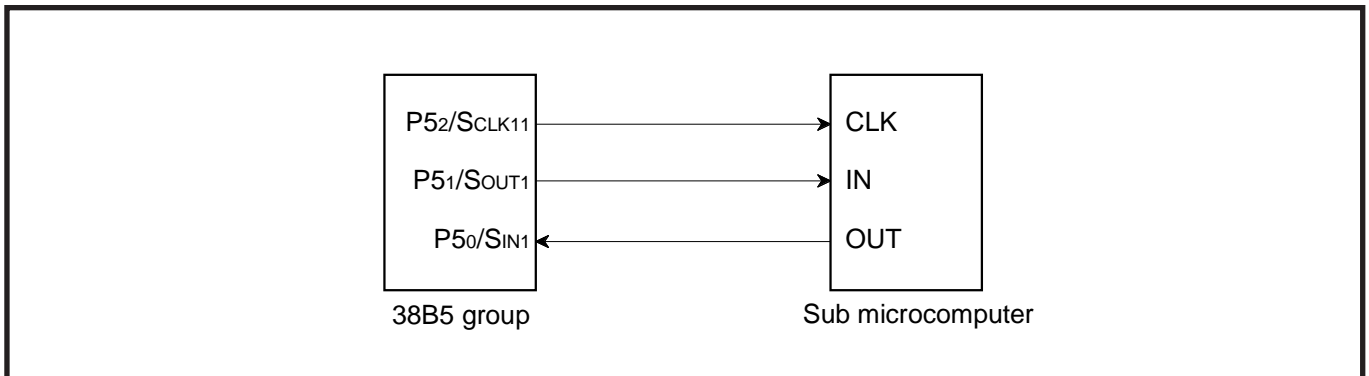 P52/SCLK11 CLK
P51/SOUT1 IN
P50/SIN1 OUT
38B5 group Sub microcomputer